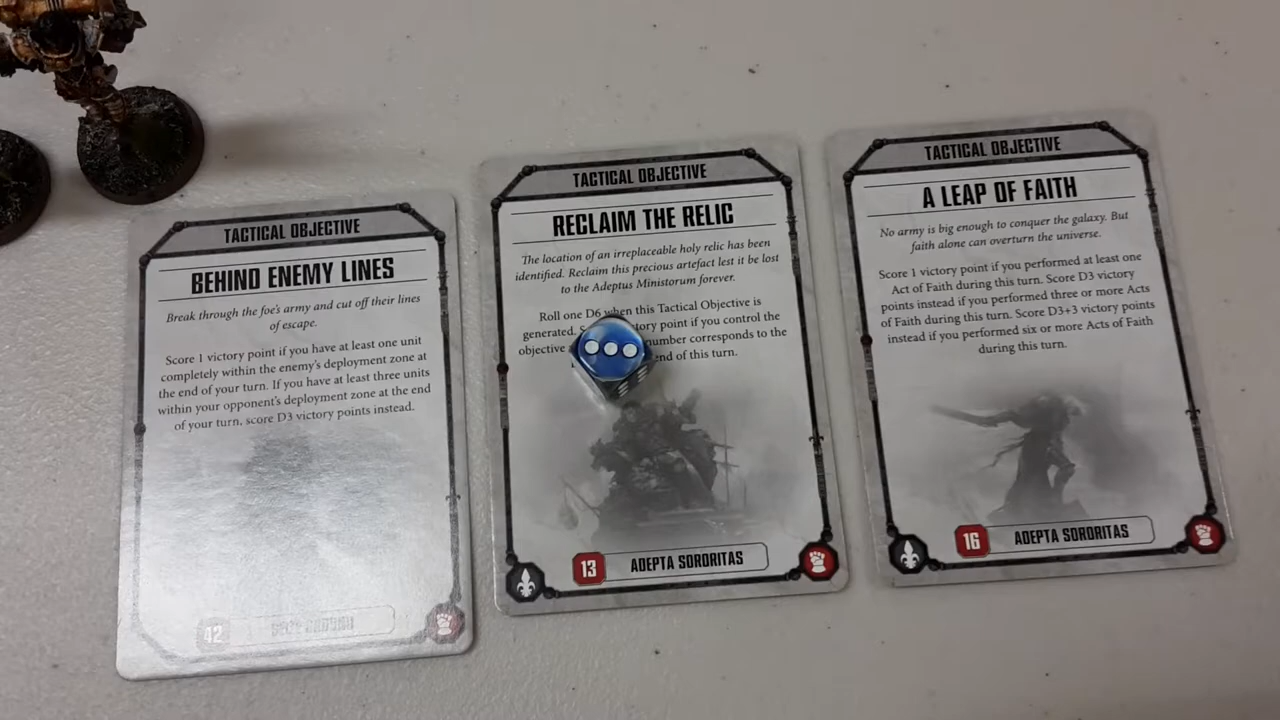 TACTICAL OBJECTIVE
BEHIND ENEMY LINES
Break through the foe's army and cut off their lines
of escape.
Score 1 victory point if you have at least one unit
completely within the enemy's deployment zone at
the end of your turn. If you have at least three units
within your opponent's deployment zone at the end
of your turn, score D3 victory points instead.
42
TACTICAL OBJECTIVE
RECLAIM THE RELIC
The location of an irreplaceable holy relic has been
identified. Reclaim this precious artefact lest it be lost
to the Adeptus Ministorum forever.
Roll one D6 when this Tactical Objective is
generated. victory point if you control the
objective number corresponds to the
end of this turn.
13
ADEPTA SORORITAS
TACTICAL OBJECTIVE
A LEAP OF FAITH
No army is big enough to conquer the galaxy. But
faith alone can overturn the universe.
Score 1 victory point if you performed at least one
Act of Faith during this turn. Score D3 victory
points instead if you performed three or more Acts
of Faith during this turn. Score D3+3 victory points
instead if you performed six or more Acts of Faith
during this turn.
16
ADEPTA SORORITAS